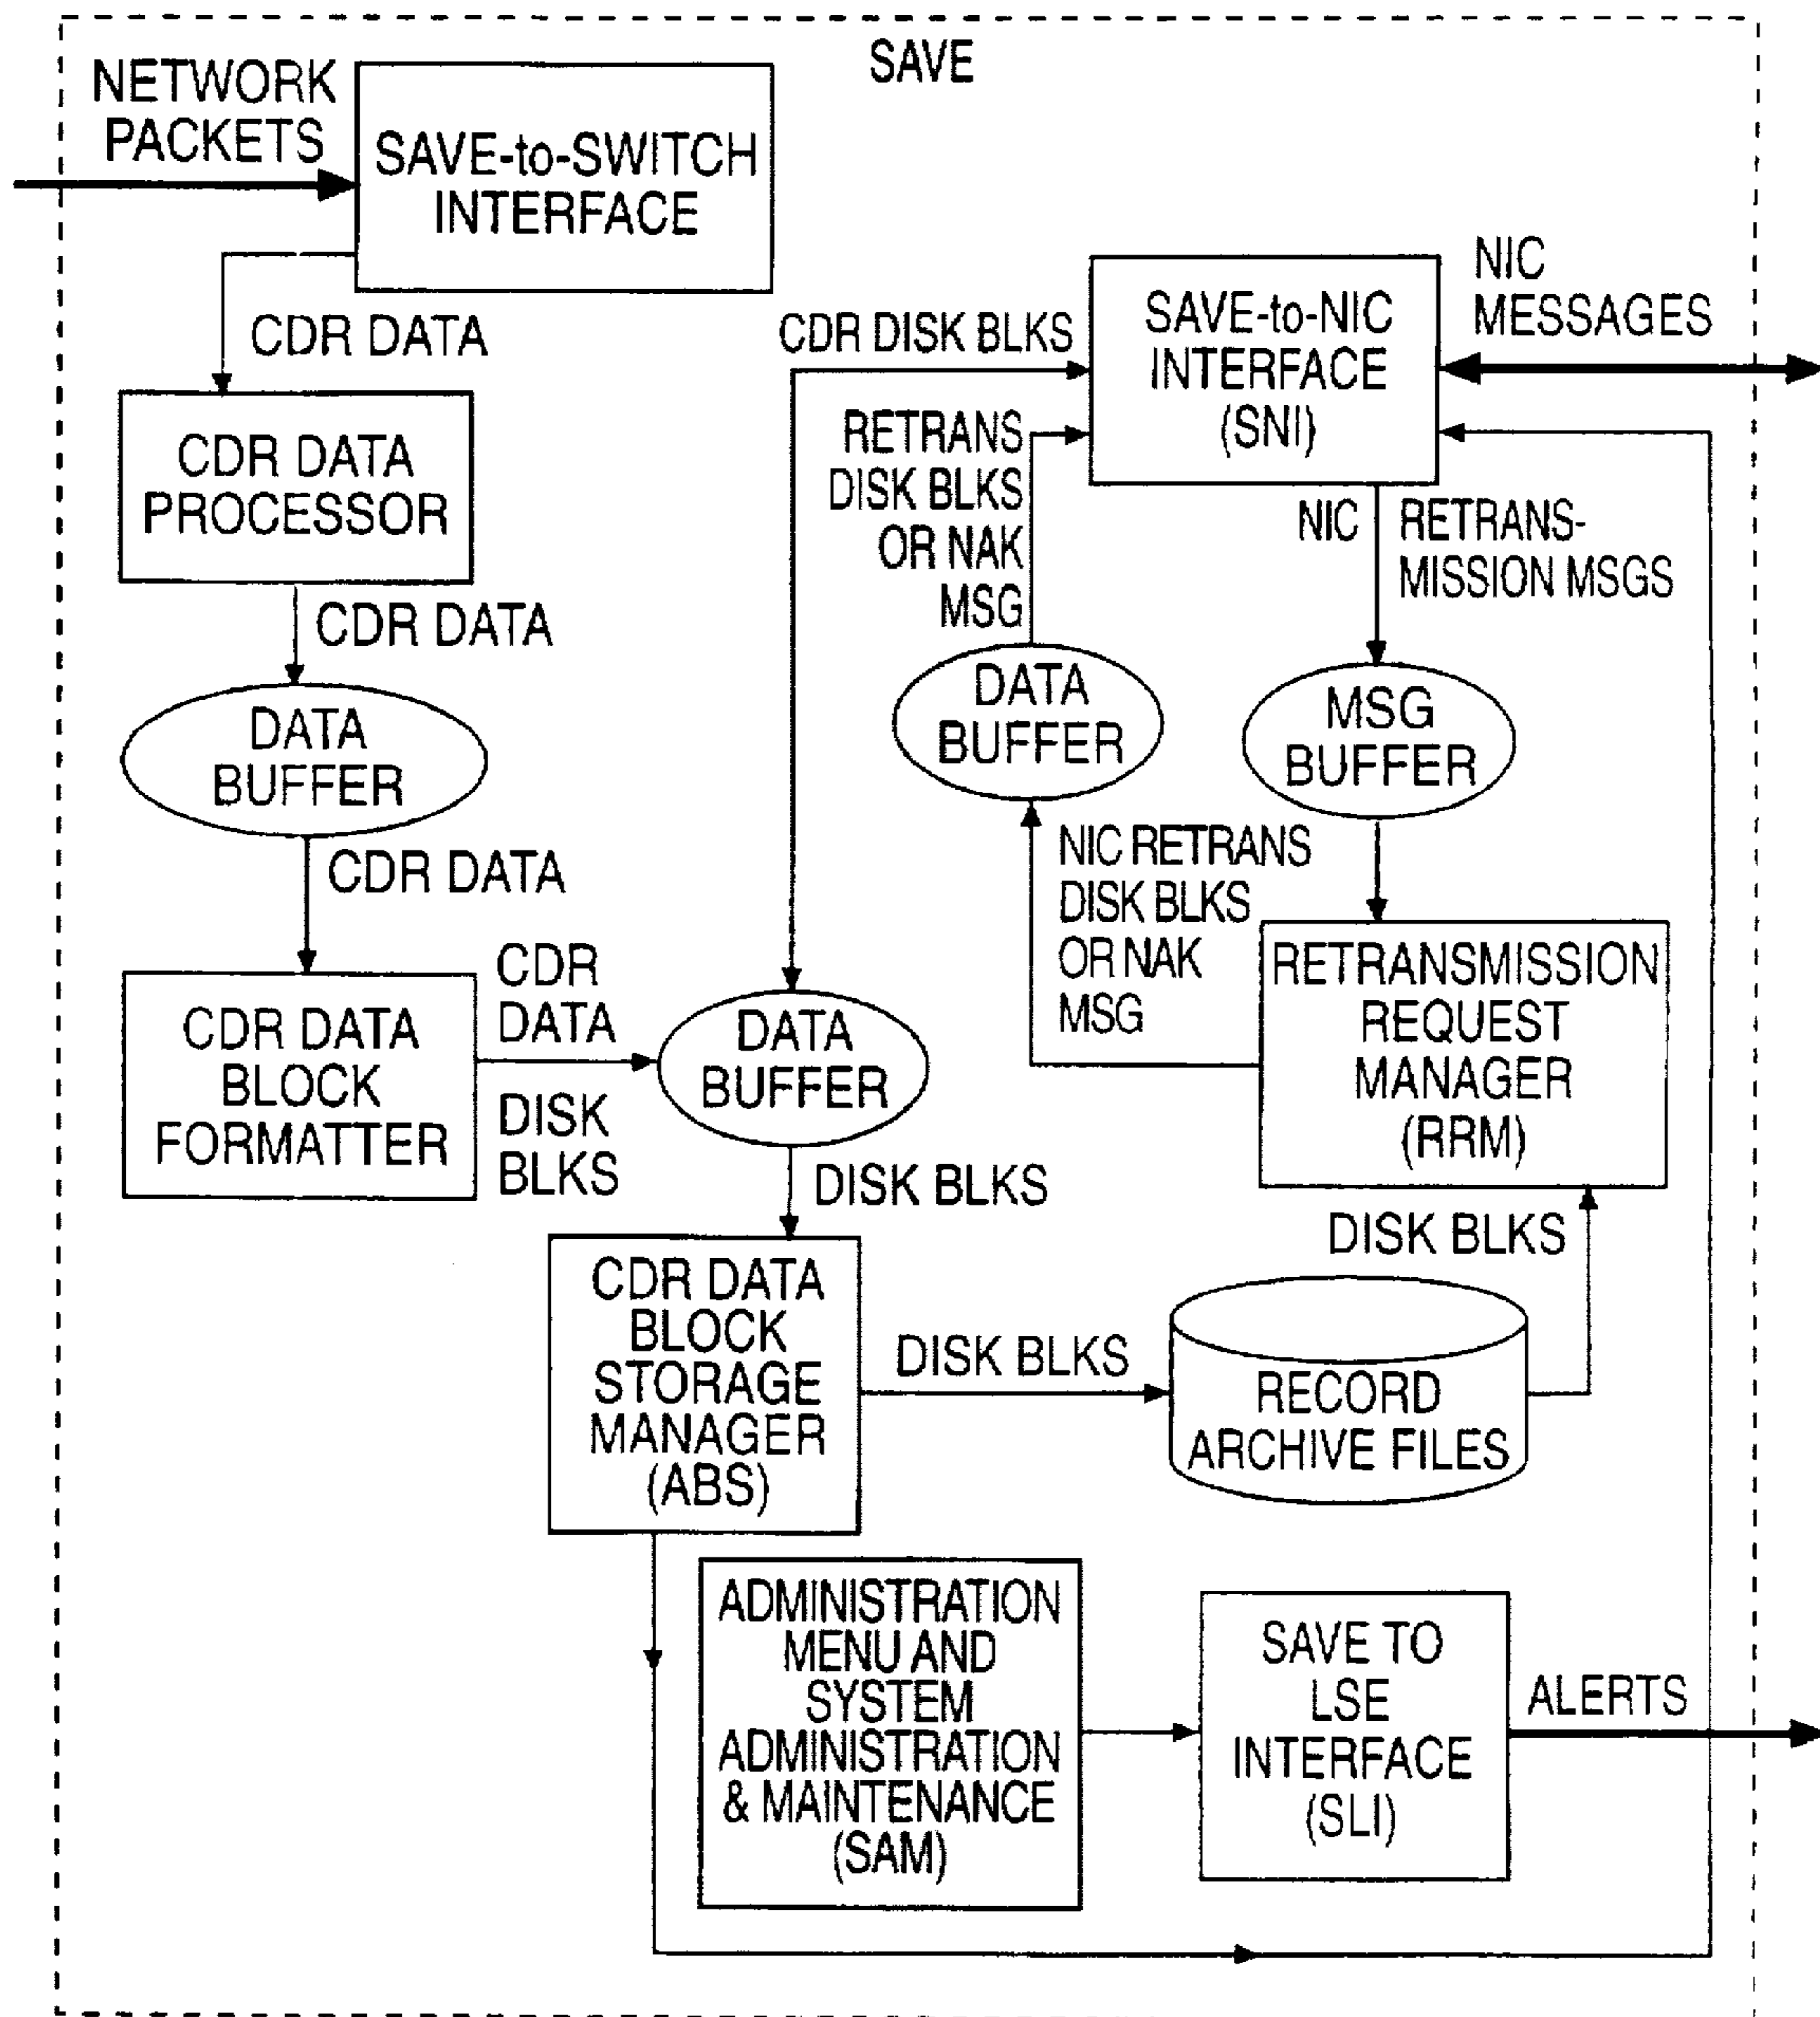 SAVE
NETWORK
PACKETS
SAVE-to-SWITCH
INTERFACE
CDR DATA
CDR DATA
PROCESSOR
CDR DATA
DATA
BUFFER
CDR DATA
CDR DATA
BLOCK
FORMATTER
CDR
DATA
DISK
BLKS
DATA
BUFFER
CDR DISK BLKS
SAVE-to-NIC
INTERFACE
(SNI)
NIC
MESSAGES
RETRANS
DISK BLKS
OR NAK
MSG
NIC
RETRANS-
MISSION MSGS
DATA
BUFFER
MSG
BUFFER
NIC RETRANS
DISK BLKS
OR NAK
MSG
RETRANSMISSION
REQUEST
MANAGER
(RRM)
DISK BLKS
DISK BLKS
CDR DATA
BLOCK
STORAGE
MANAGER
(ABS)
DISK BLKS
RECORD
ARCHIVE FILES
ADMINISTRATION
MENU AND
SYSTEM
ADMINISTRATION
& MAINTENANCE
(SAM)
SAVE TO
LSE
INTERFACE
(SLI)
ALERTS